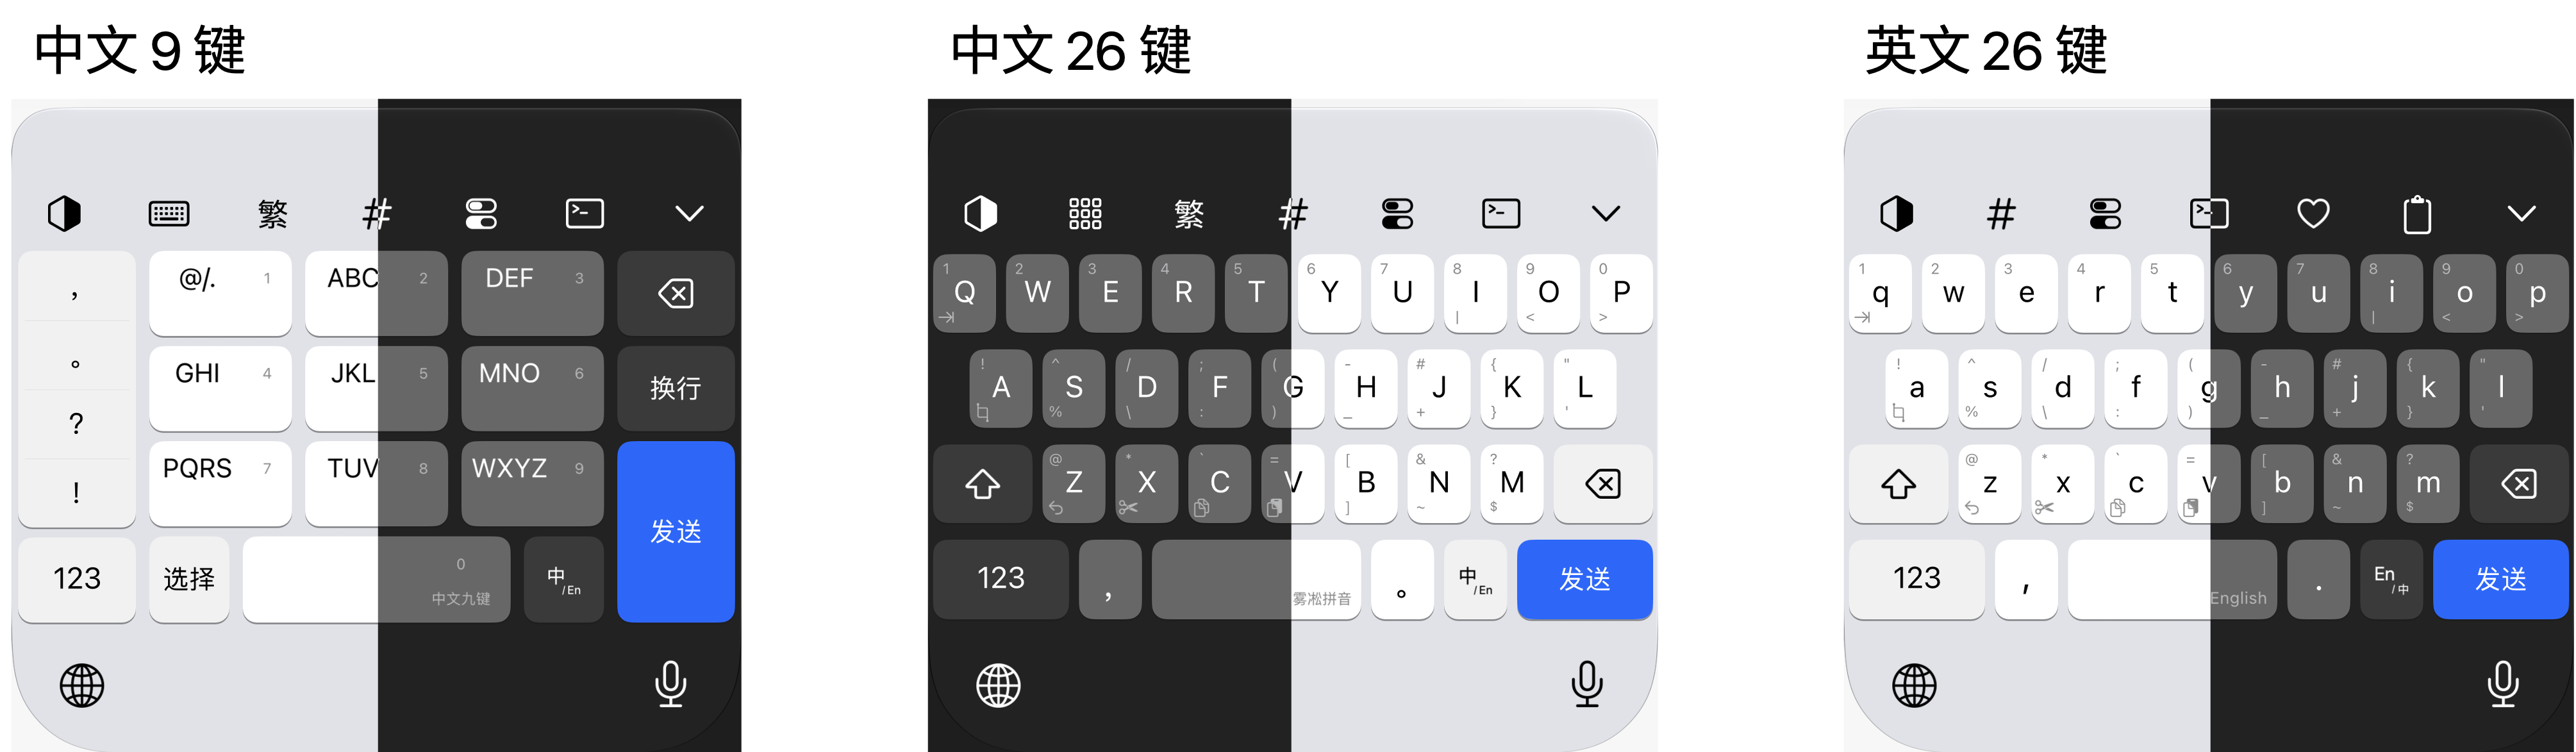 中文 9 键
中文 26 键
英文 26 键
繁 #
, @/. 1 ABC 2 DEF 3
。 GHI 4 JKL 5 MNO 6 换行
? PQRS 7 TUV 8 WXYZ 9
! 发送
123 选择 0 中文九键 中/En
繁 #
1 Q 2 W 3 E 4 R 5 T 6 Y 7 U 8 I | 9 O < 0 P >
! A ^ S % / D \ ; F : ( G ) - H _ # J + { K } " L '
@ Z * X ` C = V [ B ] & N ~ ? M $
123 , 雾凇拼音 。 中/En 发送
#
1 q 2 w 3 e 4 r 5 t 6 y 7 u 8 i | 9 o < 0 p >
! a ^ s % / d \ ; f : ( g ) - h _ # j + { k } " l '
@ z * x ` c = v [ b ] & n ~ ? m $
123 , English . En/中 发送